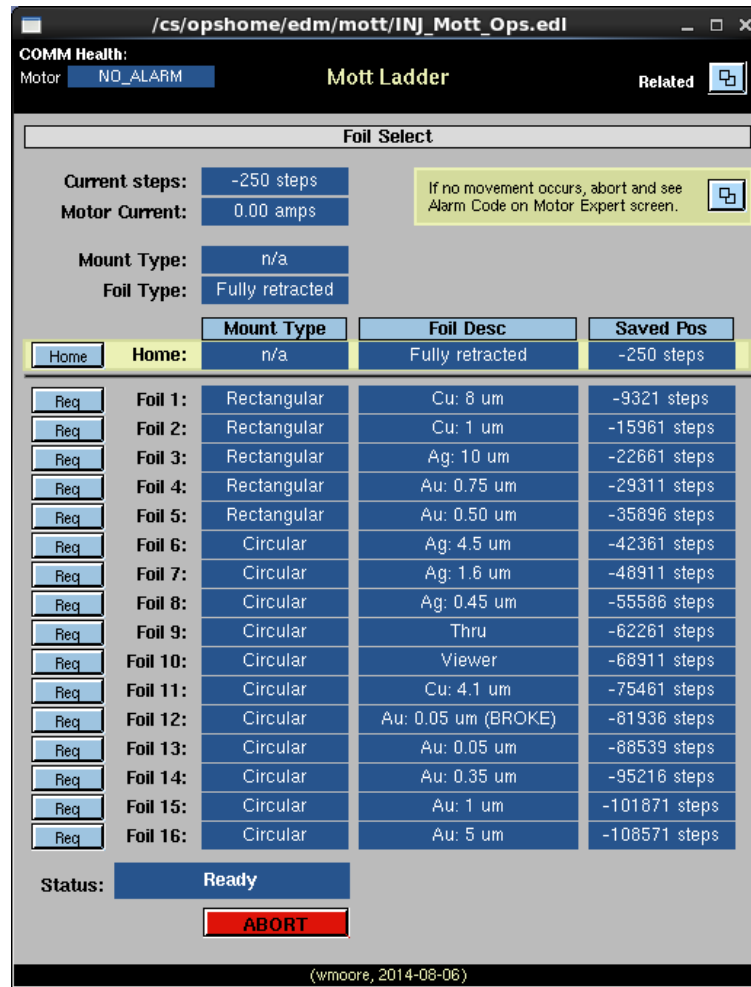 /cs/opshome/edm/mott/INJ_Mott_Ops.edl
COMM Health:
Motor NO_ALARM Mott Ladder Related
Foil Select
Current steps: -250 steps
Motor Current: 0.00 amps
If no movement occurs, abort and see
Alarm Code on Motor Expert screen.
Mount Type: n/a
Foil Type: Fully retracted
Mount Type Foil Desc Saved Pos
Home Home: n/a Fully retracted -250 steps
Req Foil 1: Rectangular Cu: 8 um -9321 steps
Req Foil 2: Rectangular Cu: 1 um -15961 steps
Req Foil 3: Rectangular Ag: 10 um -22661 steps
Req Foil 4: Rectangular Au: 0.75 um -29311 steps
Req Foil 5: Rectangular Au: 0.50 um -35896 steps
Req Foil 6: Circular Ag: 4.5 um -42361 steps
Req Foil 7: Circular Ag: 1.6 um -48911 steps
Req Foil 8: Circular Ag: 0.45 um -55586 steps
Req Foil 9: Circular Thru -62261 steps
Req Foil 10: Circular Viewer -68911 steps
Req Foil 11: Circular Cu: 4.1 um -75461 steps
Req Foil 12: Circular Au: 0.05 um (BROKE) -81936 steps
Req Foil 13: Circular Au: 0.05 um -88539 steps
Req Foil 14: Circular Au: 0.35 um -95216 steps
Req Foil 15: Circular Au: 1 um -101871 steps
Req Foil 16: Circular Au: 5 um -108571 steps
Status: Ready
ABORT
(wmoore, 2014-08-06)